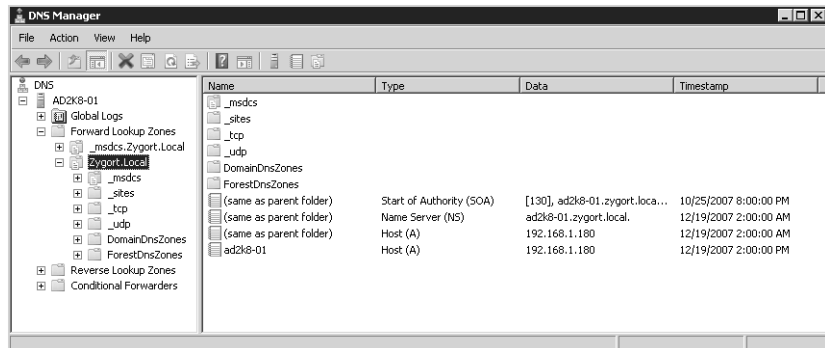 DNS Manager
File Action View Help
DNS
AD2K8-01
Global Logs
Forward Lookup Zones
_msdcs.Zygort.Local
Zygort.Local
_msdcs
_sites
_tcp
_udp
DomainDnsZones
ForestDnsZones
Reverse Lookup Zones
Conditional Forwarders
Name Type Data Timestamp
_msdcs
_sites
_tcp
_udp
DomainDnsZones
ForestDnsZones
(same as parent folder) Start of Authority (SOA) [130], ad2k8-01.zygort.loca... 10/25/2007 8:00:00 PM
(same as parent folder) Name Server (NS) ad2k8-01.zygort.local. 12/19/2007 2:00:00 AM
(same as parent folder) Host (A) 192.168.1.180 12/19/2007 2:00:00 AM
ad2k8-01 Host (A) 192.168.1.180 12/19/2007 2:00:00 PM